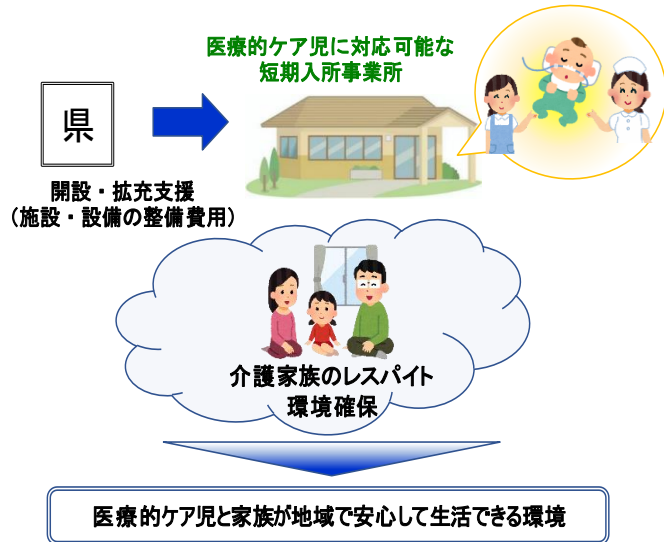 医療的ケア児に対応可能な
短期入所事業所
県
開設・拡充支援
（施設・設備の整備費用）
介護家族のレスパイト
環境確保
医療的ケア児と家族が地域で安心して生活できる環境